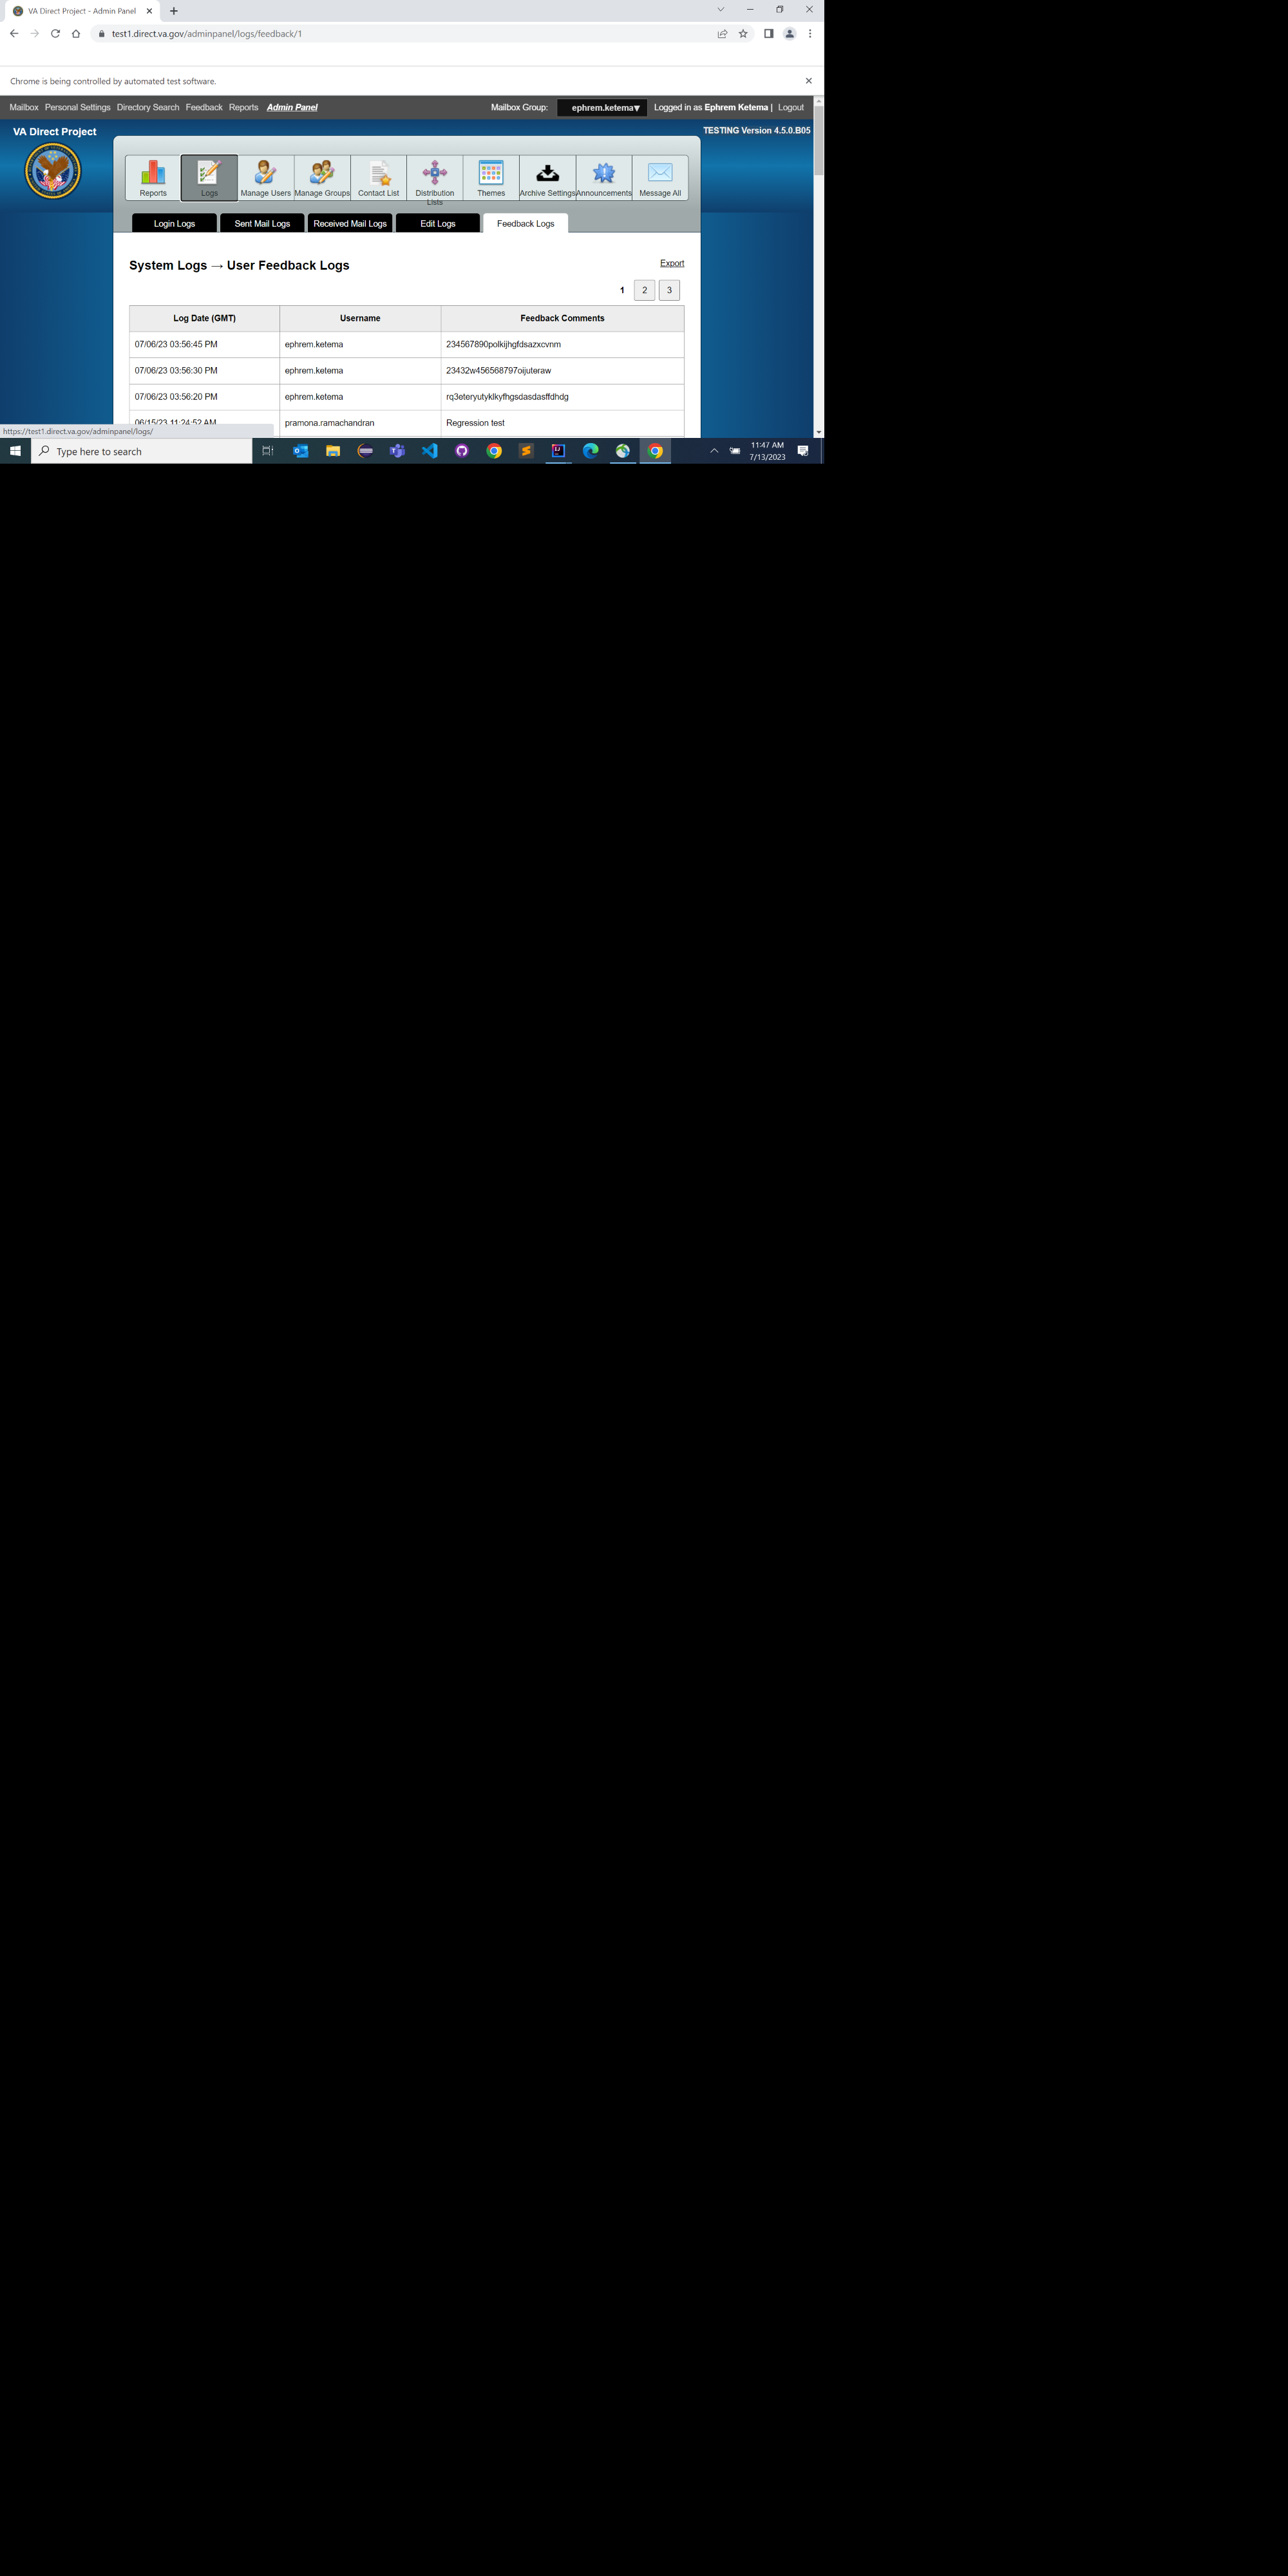 VA Direct Project - Admin Panel
test1.direct.va.gov/adminpanel/logs/feedback/1
Chrome is being controlled by automated test software.
Mailbox Personal Settings Directory Search Feedback Reports Admin Panel Mailbox Group: ephrem.ketema▾ Logged in as Ephrem Ketema | Logout
VA Direct Project
TESTING Version 4.5.0.B05
Reports Logs Manage Users Manage Groups Contact List Distribution Lists Themes Archive Settings Announcements Message All
Login Logs Sent Mail Logs Received Mail Logs Edit Logs Feedback Logs
System Logs → User Feedback Logs Export
1 2 3
Log Date (GMT) Username Feedback Comments
07/06/23 03:56:45 PM ephrem.ketema 234567890polkijhgfdsazxcvnm
07/06/23 03:56:30 PM ephrem.ketema 23432w456568797oijuteraw
07/06/23 03:56:20 PM ephrem.ketema rq3eteryutyklkyfhgsdasdasffdhdg
06/15/23 11:24:52 AM pramona.ramachandran Regression test
https://test1.direct.va.gov/adminpanel/logs/
Type here to search
11:47 AM
7/13/2023